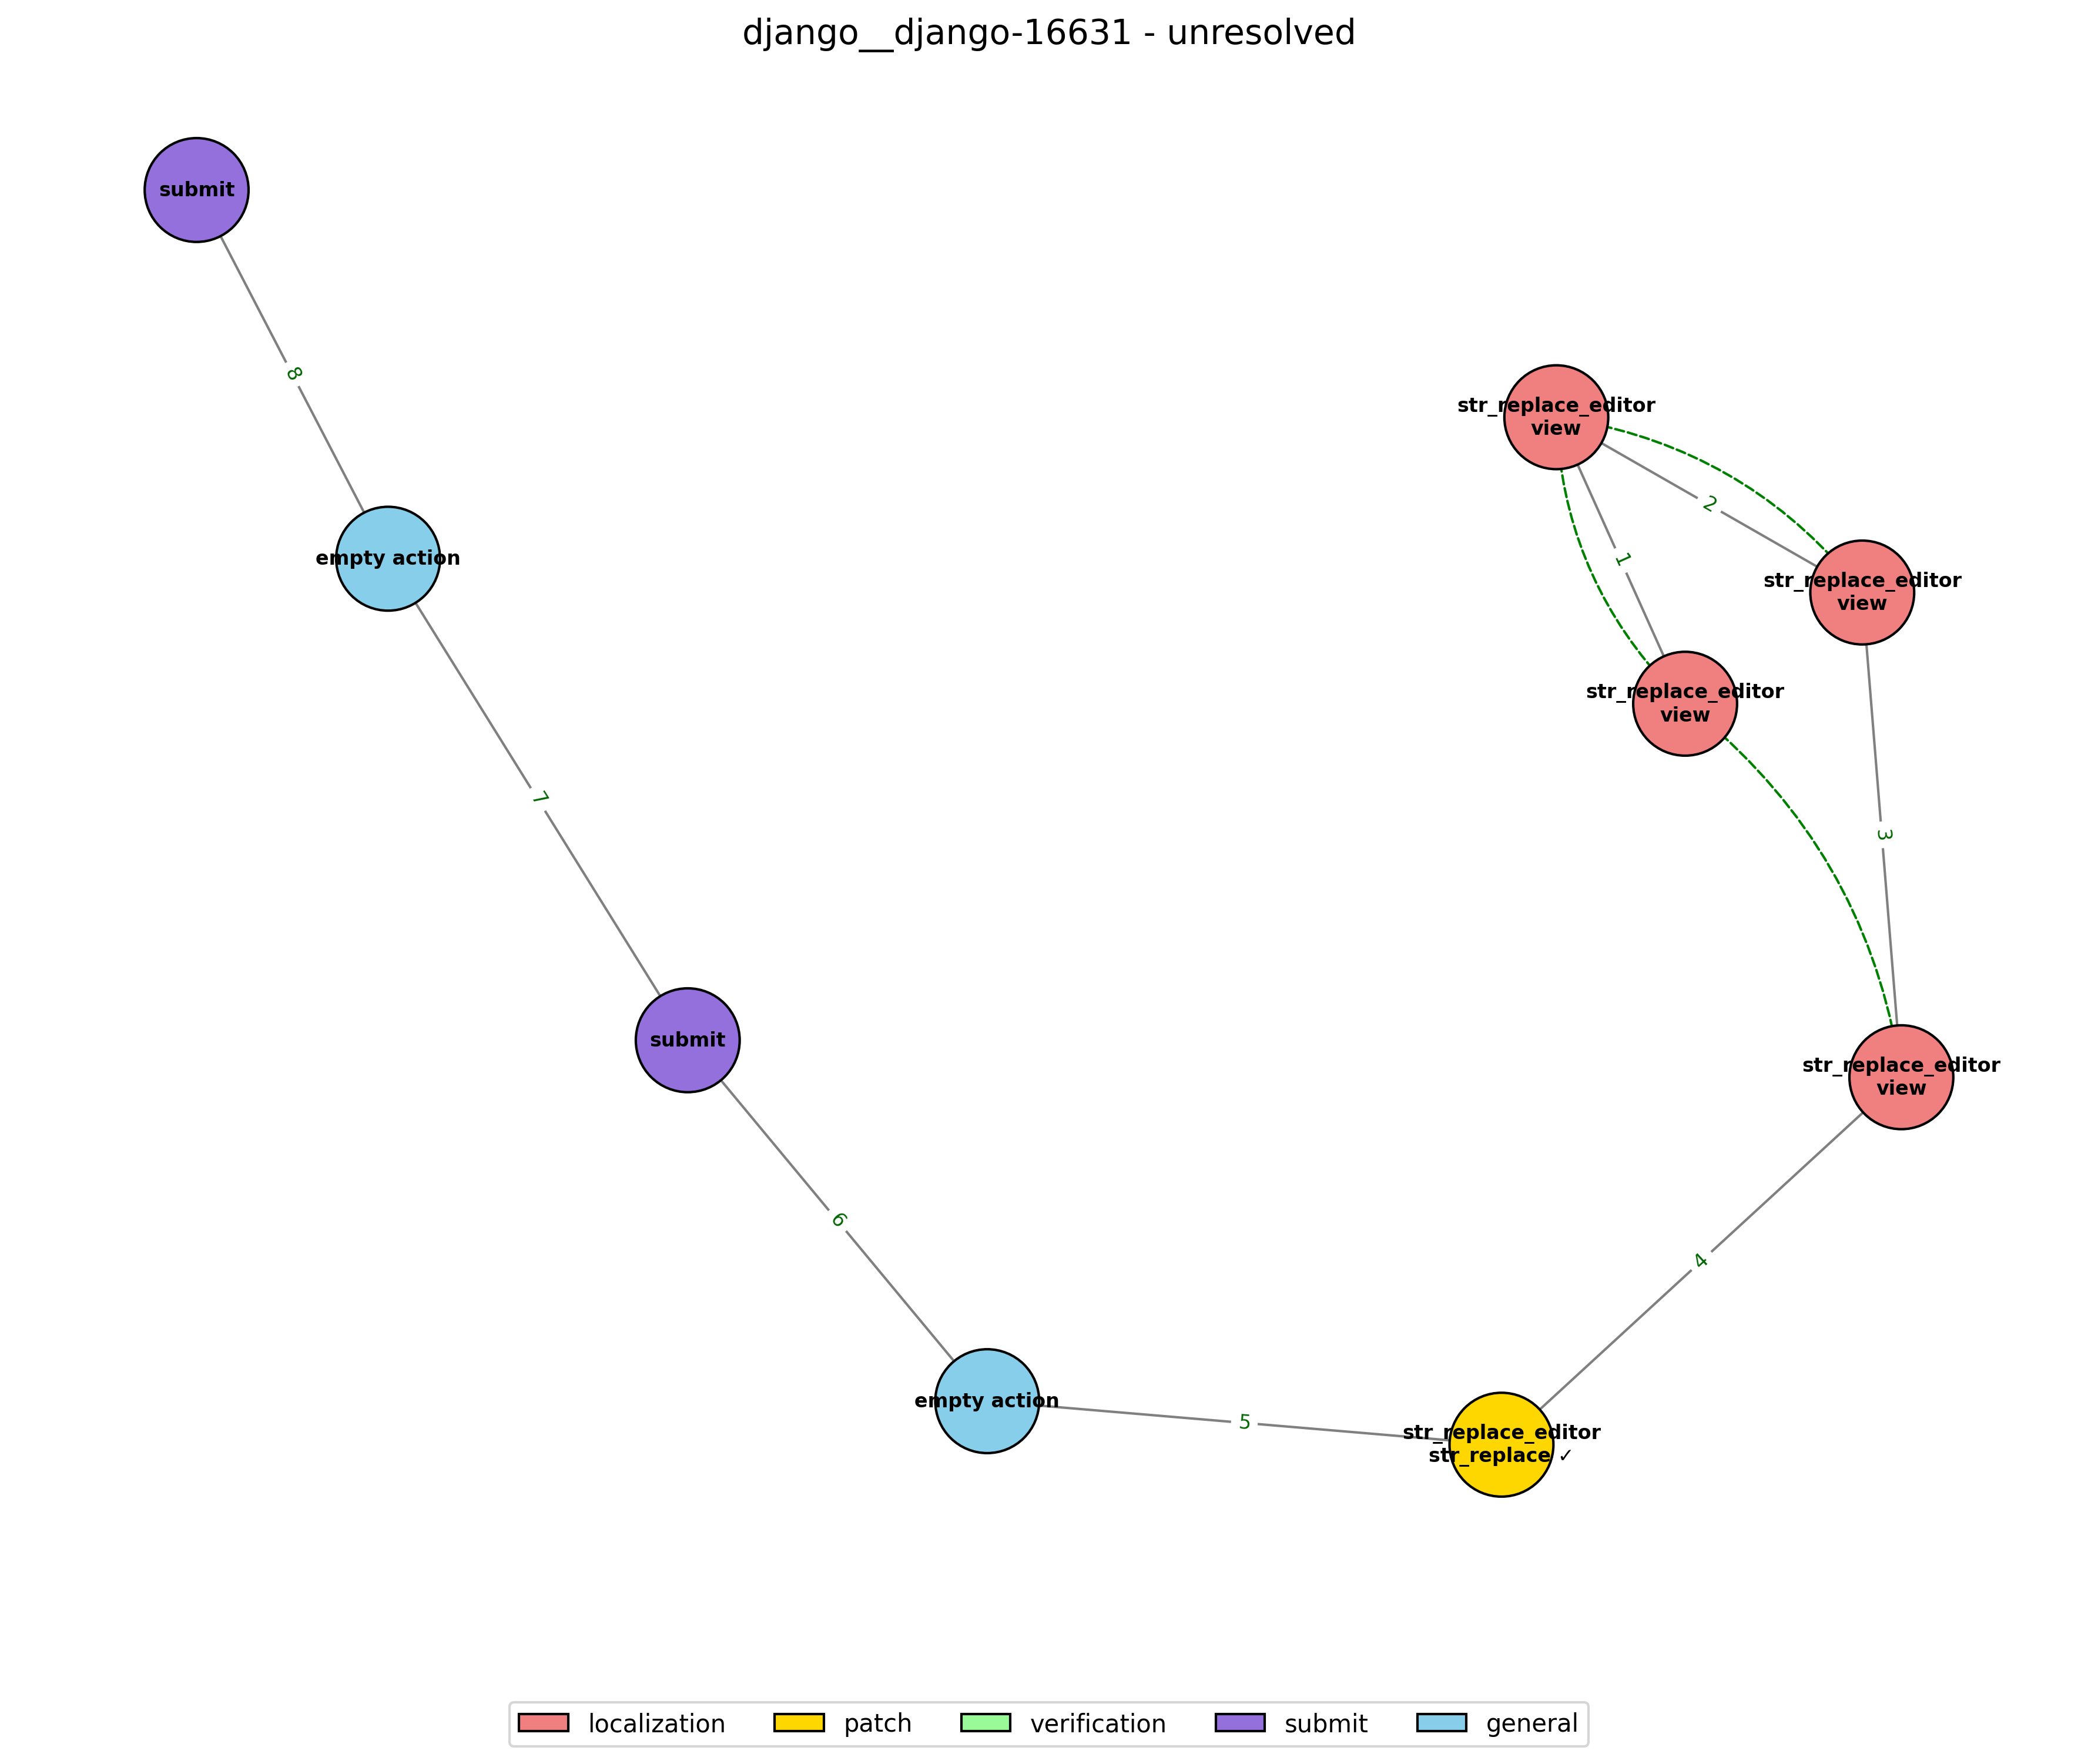 django__django-16631 - unresolved
submit
8
empty action
str_replace_editor
view
2
1
str_replace_editor
view
str_replace_editor
view
7
3
submit
str_replace_editor
view
6
4
empty action
5
str_replace_editor
str_replace ✓
localization
patch
verification
submit
general